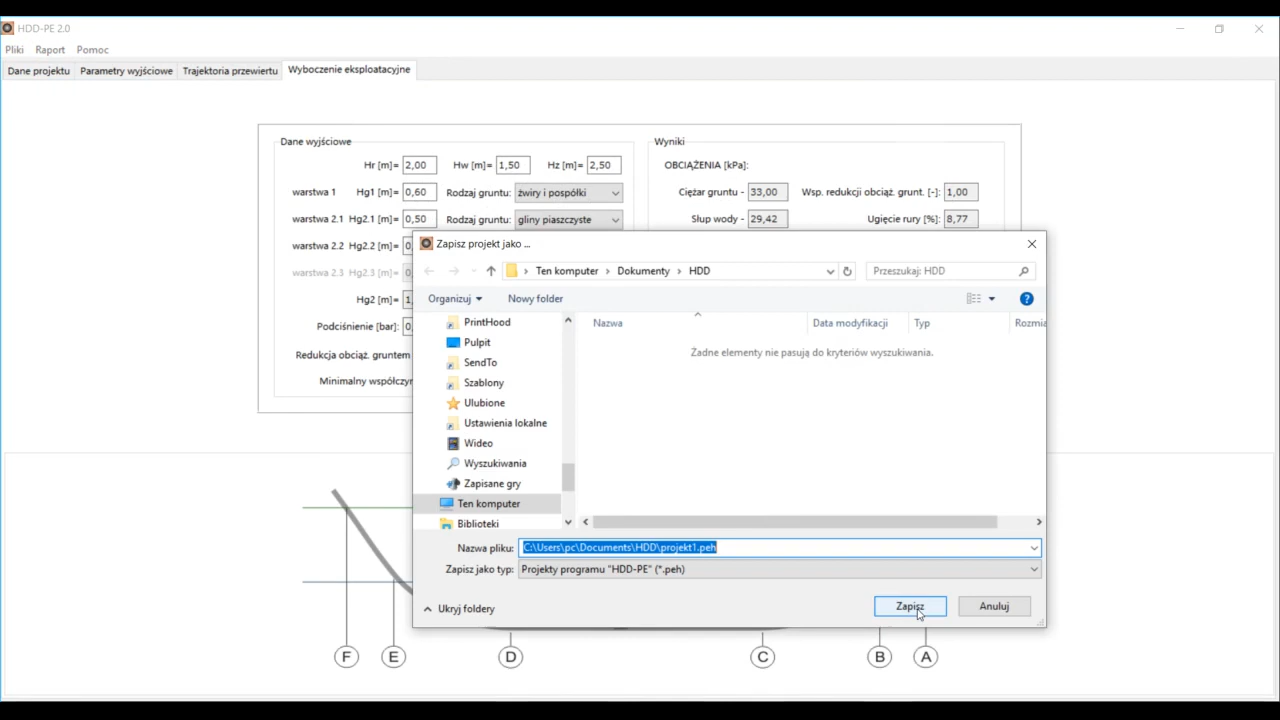 HDD-PE 2.0
Pliki Raport Pomoc
Dane projektu Parametry wyjściowe Trajektoria przewiertu Wyboczenie eksploatacyjne
Dane wyjściowe
Wyniki
Hr [m]= 2,00 Hw [m]= 1,50 Hz [m]= 2,50
OBCIĄŻENIA [kPa]:
warstwa 1 Hg1 [m]= 0,60 Rodzaj gruntu: żwiry i pospółki
Ciężar gruntu - 33,00 Wsp. redukcji obciąż. grunt. [-]: 1,00
warstwa 2.1 Hg2.1 [m]= 0,50 Rodzaj gruntu: gliny piaszczyste
Słup wody - 29,42 Ugięcie rury [%]: 8,77
warstwa 2.2 Hg2.2 [m]= 0,
warstwa 2.3 Hg2.3 [m]= 0,
Hg2 [m]= 1,
Podciśnienie [bar]: 0,
Redukcja obciąż. gruntem
Minimalny współczyn
Zapisz projekt jako ...
Ten komputer Dokumenty HDD
Przeszukaj: HDD
Organizuj Nowy folder
Nazwa Data modyfikacji Typ Rozmia
Żadne elementy nie pasują do kryteriów wyszukiwania.
PrintHood
Pulpit
SendTo
Szablony
Ulubione
Ustawienia lokalne
Wideo
Wyszukiwania
Zapisane gry
Ten komputer
Biblioteki
Nazwa pliku: C:\Users\pc\Documents\HDD\projekt1.peh
Zapisz jako typ: Projekty programu "HDD-PE" (*.peh)
Ukryj foldery
Zapisz Anuluj
F E D C B A